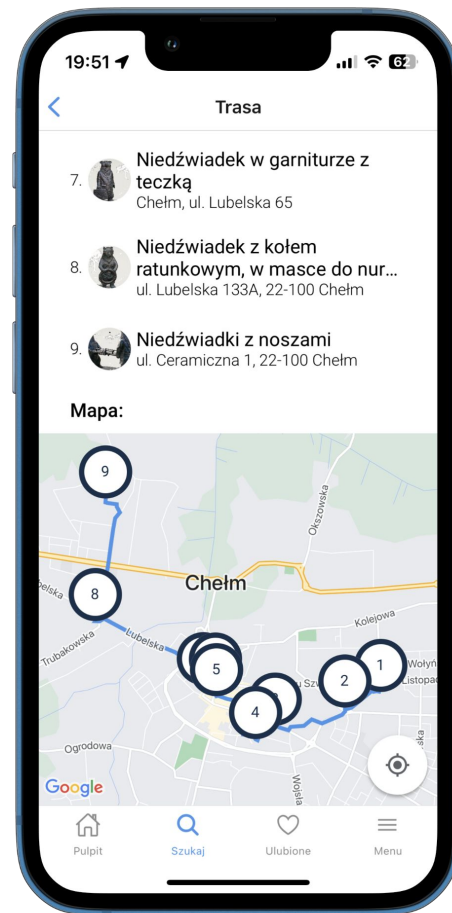 19:51
62
Trasa
7.
Niedźwiadek w garniturze z
teczką
Chełm, ul. Lubelska 65
8.
Niedźwiadek z kołem
ratunkowym, w masce do nur...
ul. Lubelska 133A, 22-100 Chełm
9.
Niedźwiadki z noszami
ul. Ceramiczna 1, 22-100 Chełm
Mapa:
9
Okszowska
Chełm
8
Kolejowa
Trubakowska
Lubelska
5
1
2
4
Ogrodowa
Google
Pulpit
Szukaj
Ulubione
Menu